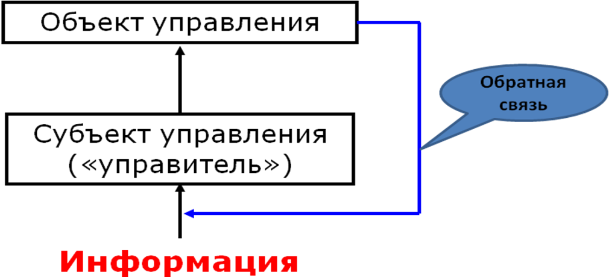 Объект управления
Обратная
связь
Субъект управления
(«управитель»)
Информация